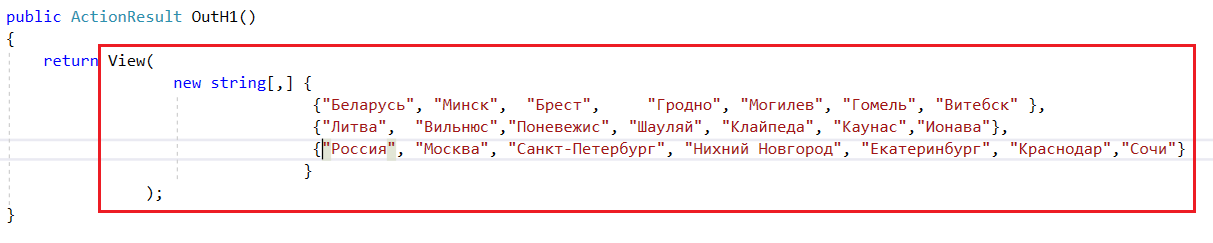 public ActionResult OutH1()
{
return View(
new string[,] {
{"Беларусь", "Минск", "Брест", "Гродно", "Могилев", "Гомель", "Витебск" },
{"Литва", "Вильнюс","Поневежис", "Шауляй", "Клайпеда", "Каунас","Ионава"},
{"Россия", "Москва", "Санкт-Петербург", "Нихний Новгород", "Екатеринбург", "Краснодар","Сочи"}
}
);
}